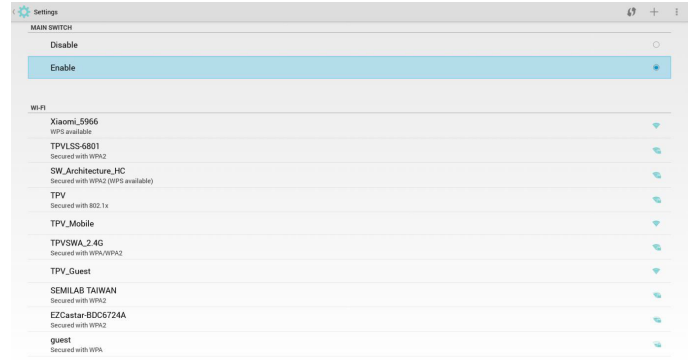 Settings
MAIN SWITCH
Disable
Enable
WI-FI
Xiaomi_5966
WPS available
TPVLSS-6801
Secured with WPA2
SW_Architecture_HC
Secured with WPA2 (WPS available)
TPV
Secured with 802.1x
TPV_Mobile
TPVSWA_2.4G
Secured with WPA/WPA2
TPV_Guest
SEMILAB TAIWAN
Secured with WPA2
EZCastar-BDC6724A
Secured with WPA2
guest
Secured with WPA